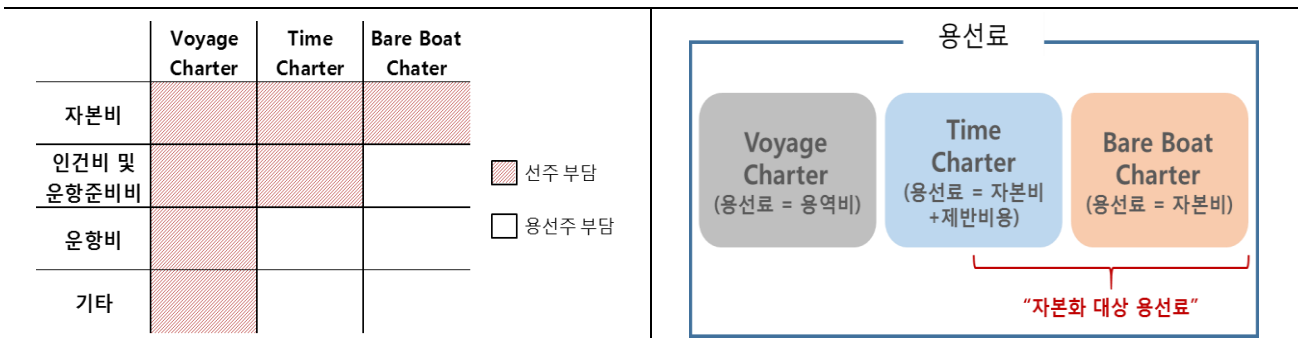 Voyage Charter
Time Charter
Bare Boat Chater
자본비
인건비 및
운항준비비
운항비
기타
선주 부담
용선주 부담
용선료
Voyage
Charter
(용선료 = 용역비)
Time
Charter
(용선료 = 자본비
+제반비용)
Bare Boat
Charter
(용선료 = 자본비)
“자본화 대상 용선료”